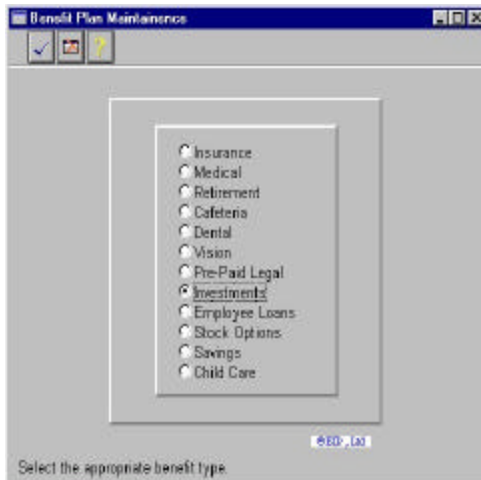 Benefit Plan Maintainence
?
Insurance
Medical
Retirement
Cafeteria
Dental
Vision
Pre-Paid Legal
Investments
Employee Loans
Stock Options
Savings
Child Care
Select the appropriate benefit type.